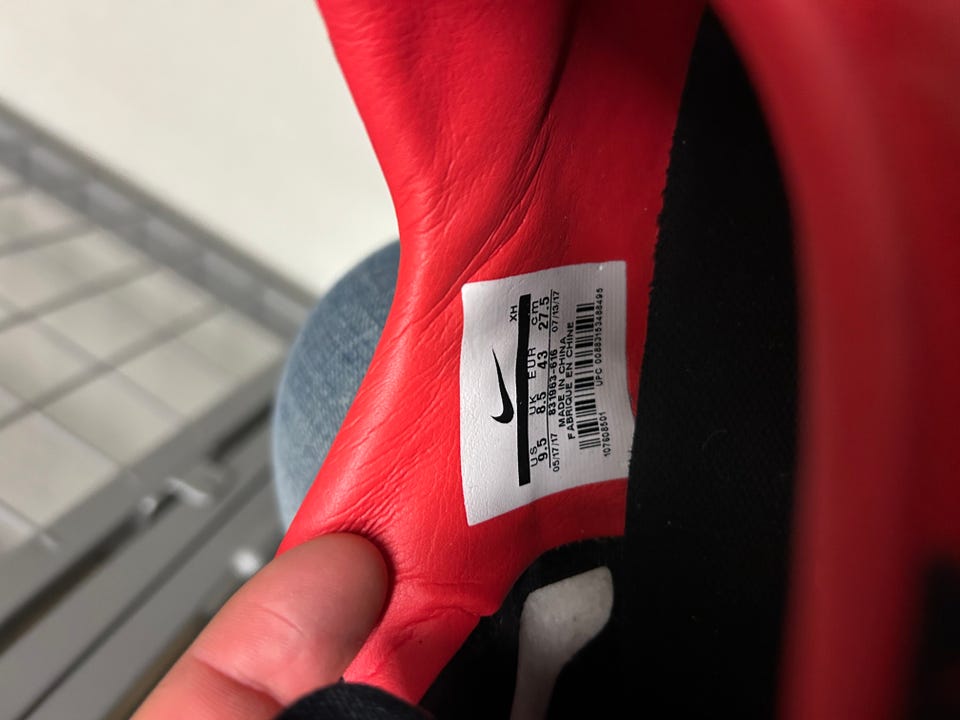 XH
US UK EUR cm
9.5 8.5 43 27.5
05/17/17 831963-616 07/13/17
MADE IN CHINA
FABRIQUE EN CHINE
UPC 00883153488495
107608501